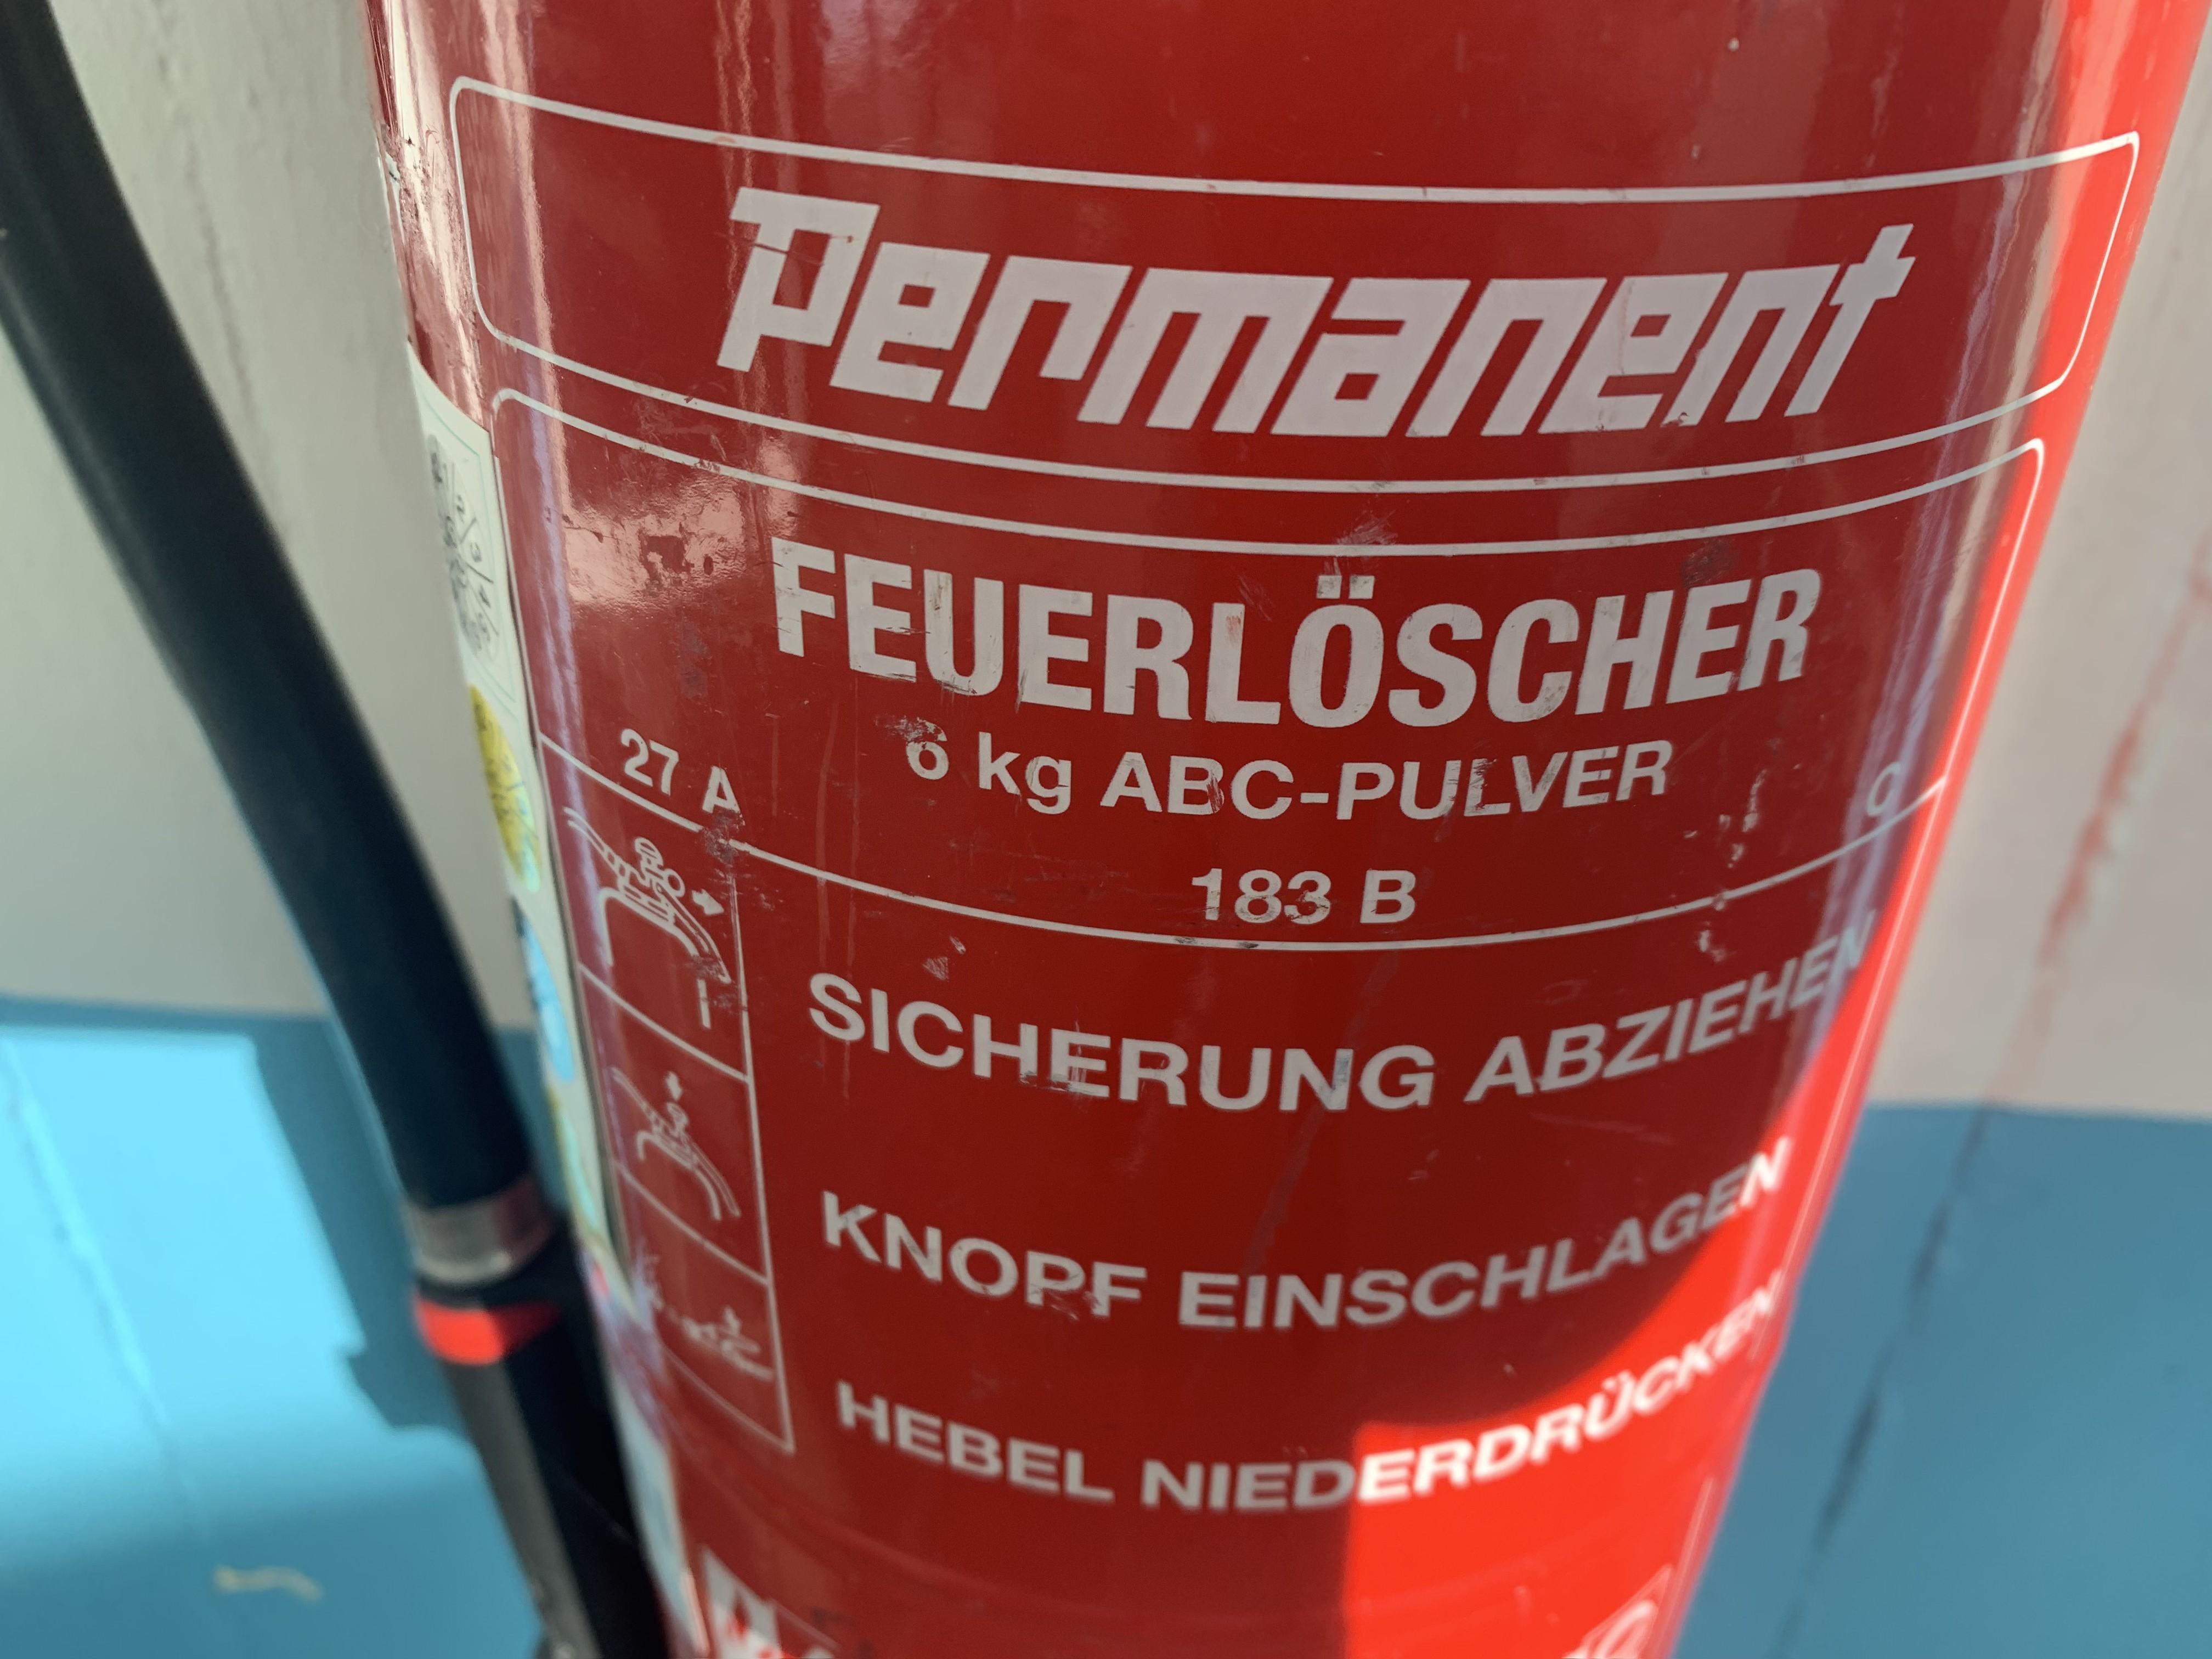 Permanent
FEUERLÖSCHER
6 kg ABC-PULVER
27 A
183 B
C
SICHERUNG ABZIEHEN
KNOPF EINSCHLAGEN
HEBEL NIEDERDRÜCKEN